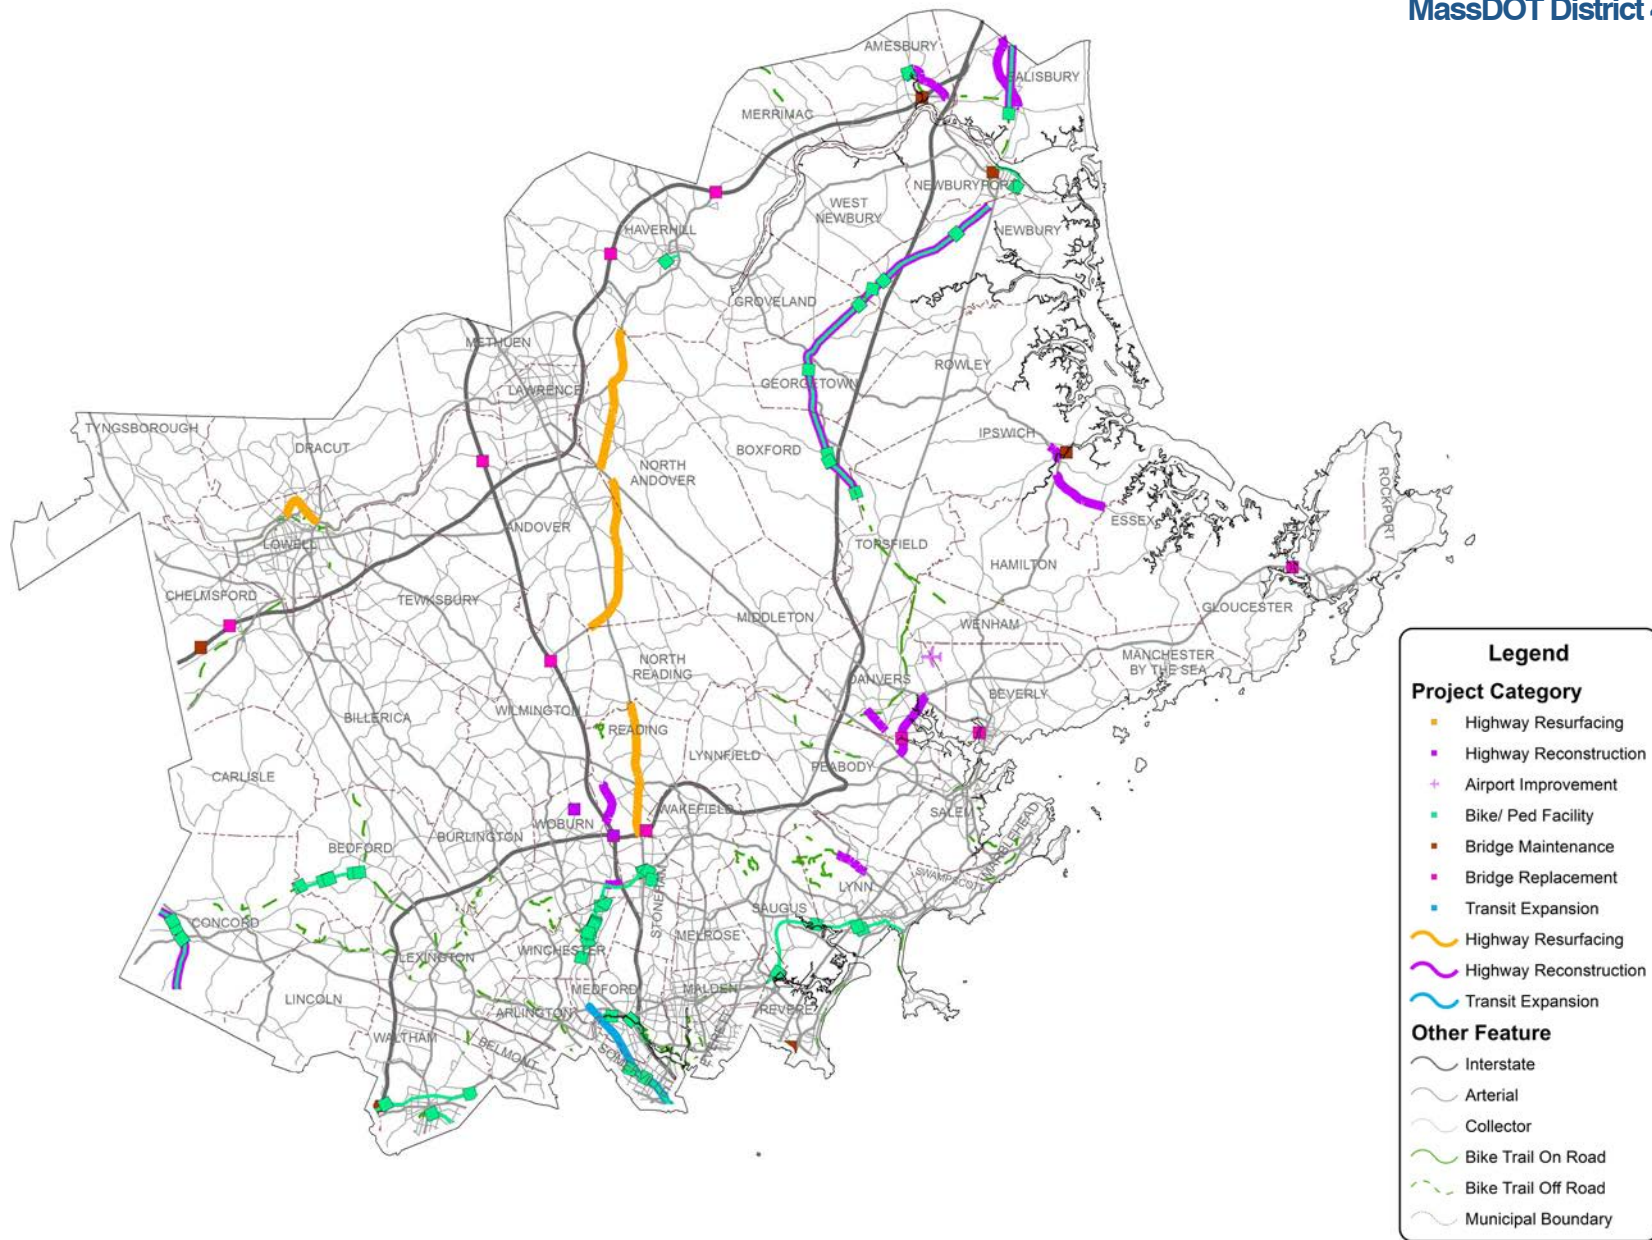 MassDOT District
AMESBURY
SALISBURY
MERRIMAC
NEWBURYPORT
WEST
NEWBURY
NEWBURY
HAVERHILL
GROVELAND
METHUEN
ROWLEY
GEORGETOWN
LAWRENCE
TYNGSBOROUGH
DRACUT
IPSWICH
BOXFORD
NORTH
ANDOVER
ROCKPORT
ANDOVER
ESSEX
LOWELL
TOPSFIELD
HAMILTON
CHELMSFORD
TEWKSBURY
GLOUCESTER
MIDDLETON
WENHAM
NORTH
READING
MANCHESTER
BY THE SEA
DANVERS
BEVERLY
WILMINGTON
BILLERICA
READING
LYNNFIELD
PEABODY
CARLISLE
WAKEFIELD
SALEM
WOBURN
BURLINGTON
MARBLEHEAD
BEDFORD
SWAMPSCOTT
LYNN
STONEHAM
SAUGUS
CONCORD
MELROSE
WINCHESTER
LEXINGTON
MEDFORD
MALDEN
LINCOLN
ARLINGTON
REVERE
EVERETT
WALTHAM
BELMONT
Legend
Project Category
Highway Resurfacing
Highway Reconstruction
Airport Improvement
Bike/ Ped Facility
Bridge Maintenance
Bridge Replacement
Transit Expansion
Highway Resurfacing
Highway Reconstruction
Transit Expansion
Other Feature
Interstate
Arterial
Collector
Bike Trail On Road
Bike Trail Off Road
Municipal Boundary